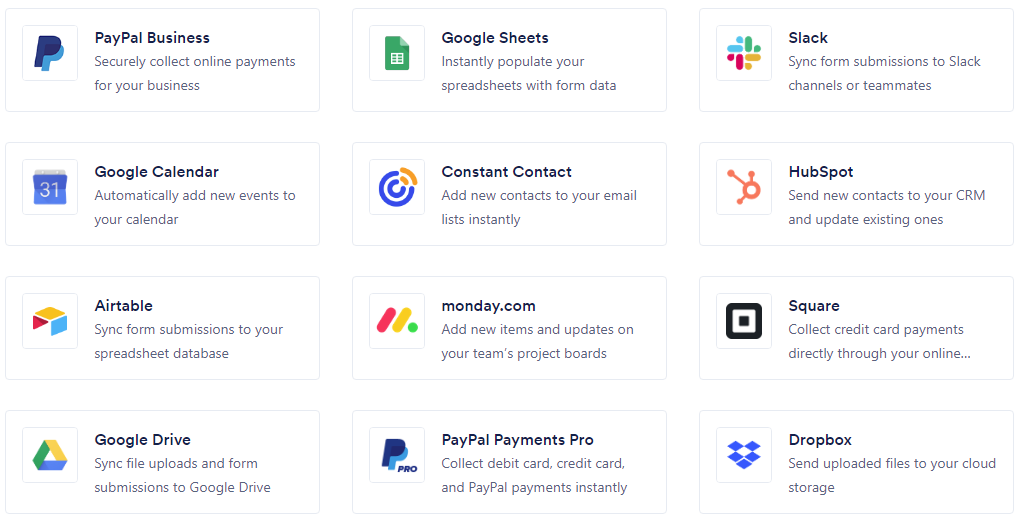 PayPal Business
Securely collect online payments
for your business
Google Sheets
Instantly populate your
spreadsheets with form data
Slack
Sync form submissions to Slack
channels or teammates
31
Google Calendar
Automatically add new events to
your calendar
Constant Contact
Add new contacts to your email
lists instantly
HubSpot
Send new contacts to your CRM
and update existing ones
Airtable
Sync form submissions to your
spreadsheet database
monday.com
Add new items and updates on
your team's project boards
Square
Collect credit card payments
directly through your online...
Google Drive
Sync file uploads and form
submissions to Google Drive
PRO
PayPal Payments Pro
Collect debit card, credit card,
and PayPal payments instantly
Dropbox
Send uploaded files to your cloud
storage